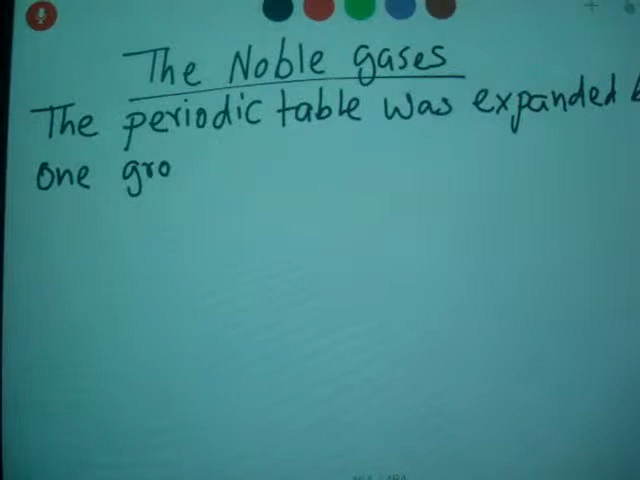 The Noble gases
The periodic table was expanded
one gro